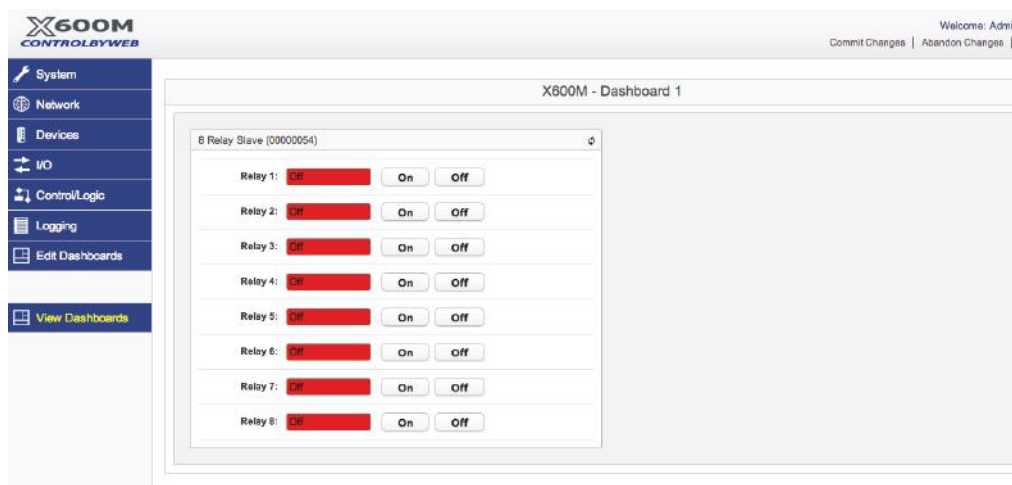 X600M
CONTROLBYWEB
Welcome: Admi
Commit Changes | Abandon Changes |
System
Network
Devices
I/O
Control/Logic
Logging
Edit Dashboards
View Dashboards
X600M - Dashboard 1
8 Relay Slave (00000054)
Relay 1: Off On Off
Relay 2: Off On Off
Relay 3: Off On Off
Relay 4: Off On Off
Relay 5: Off On Off
Relay 6: Off On Off
Relay 7: Off On Off
Relay 8: Off On Off